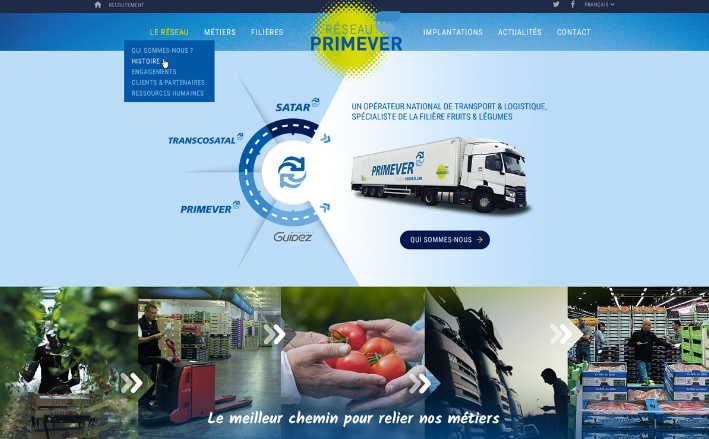 RECRUTEMENT
FRANÇAIS
LE RÉSEAU MÉTIERS FILIÈRES
RÉSEAU
PRIMEVER
IMPLANTATIONS ACTUALITÉS CONTACT
QUI SOMMES-NOUS ?
HISTOIRE
ENGAGEMENTS
CLIENTS & PARTENAIRES
RESSOURCES HUMAINES
SATAR
TRANSCOSATAL
PRIMEVER
Guidez
UN OPÉRATEUR NATIONAL DE TRANSPORT & LOGISTIQUE,
SPÉCIALISTE DE LA FILIÈRE FRUITS & LÉGUMES
PRIMEVER
QUI SOMMES-NOUS
Le meilleur chemin pour relier nos métiers